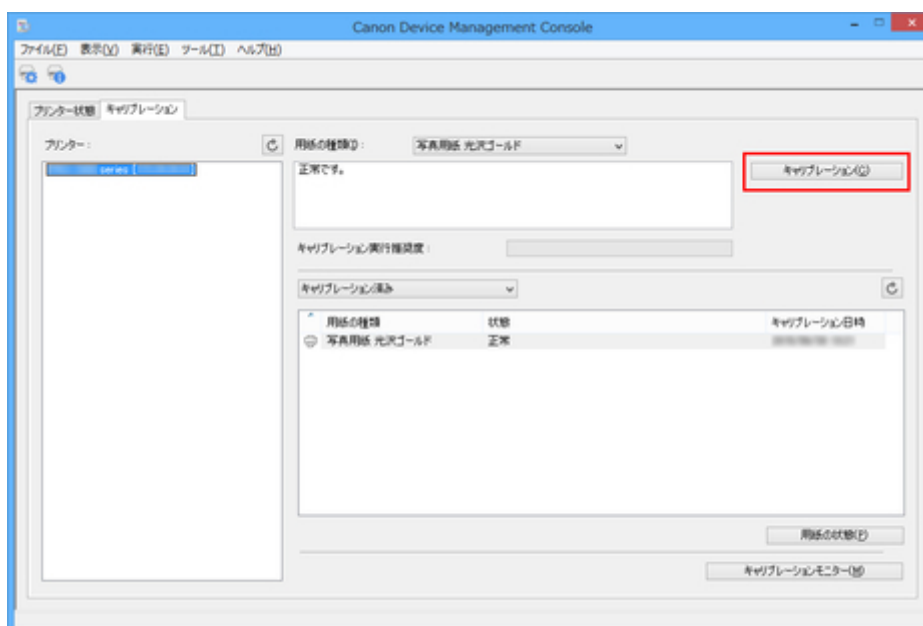 Canon Device Management Console
ファイル(F) 表示(V) 実行(E) ツール(T) ヘルプ(H)
プリンター状態 キャリブレーション
プリンター: 用紙の種類(I): 写真用紙 光沢ゴールド
series [
正常です。
キャリブレーション(C)
キャリブレーション実行推奨度:
キャリブレーション済み
用紙の種類 状態 キャリブレーション日時
写真用紙 光沢ゴールド 正常
用紙の状態(P)
キャリブレーションモニター(M)